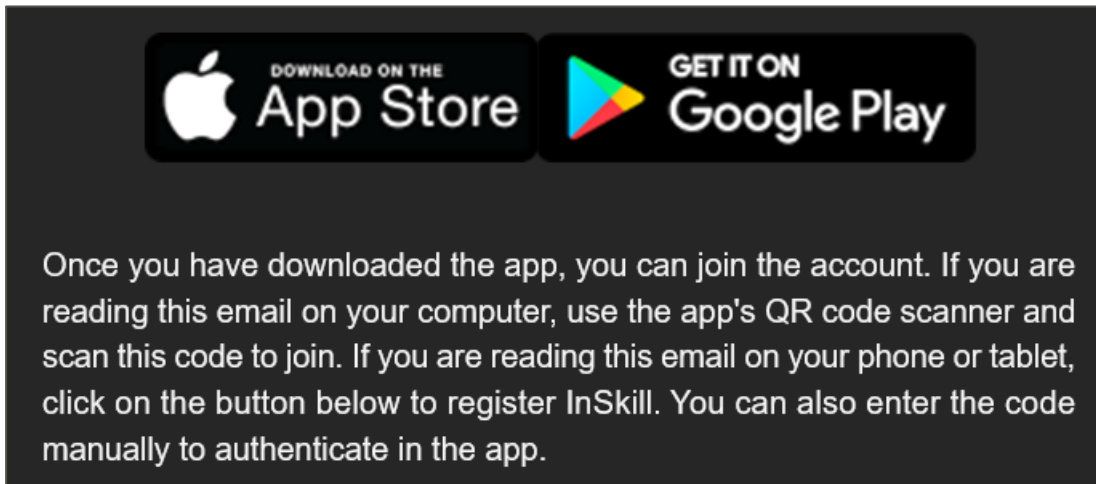 DOWNLOAD ON THE
App Store
GET IT ON
Google Play
Once you have downloaded the app, you can join the account. If you are
reading this email on your computer, use the app's QR code scanner and
scan this code to join. If you are reading this email on your phone or tablet,
click on the button below to register InSkill. You can also enter the code
manually to authenticate in the app.